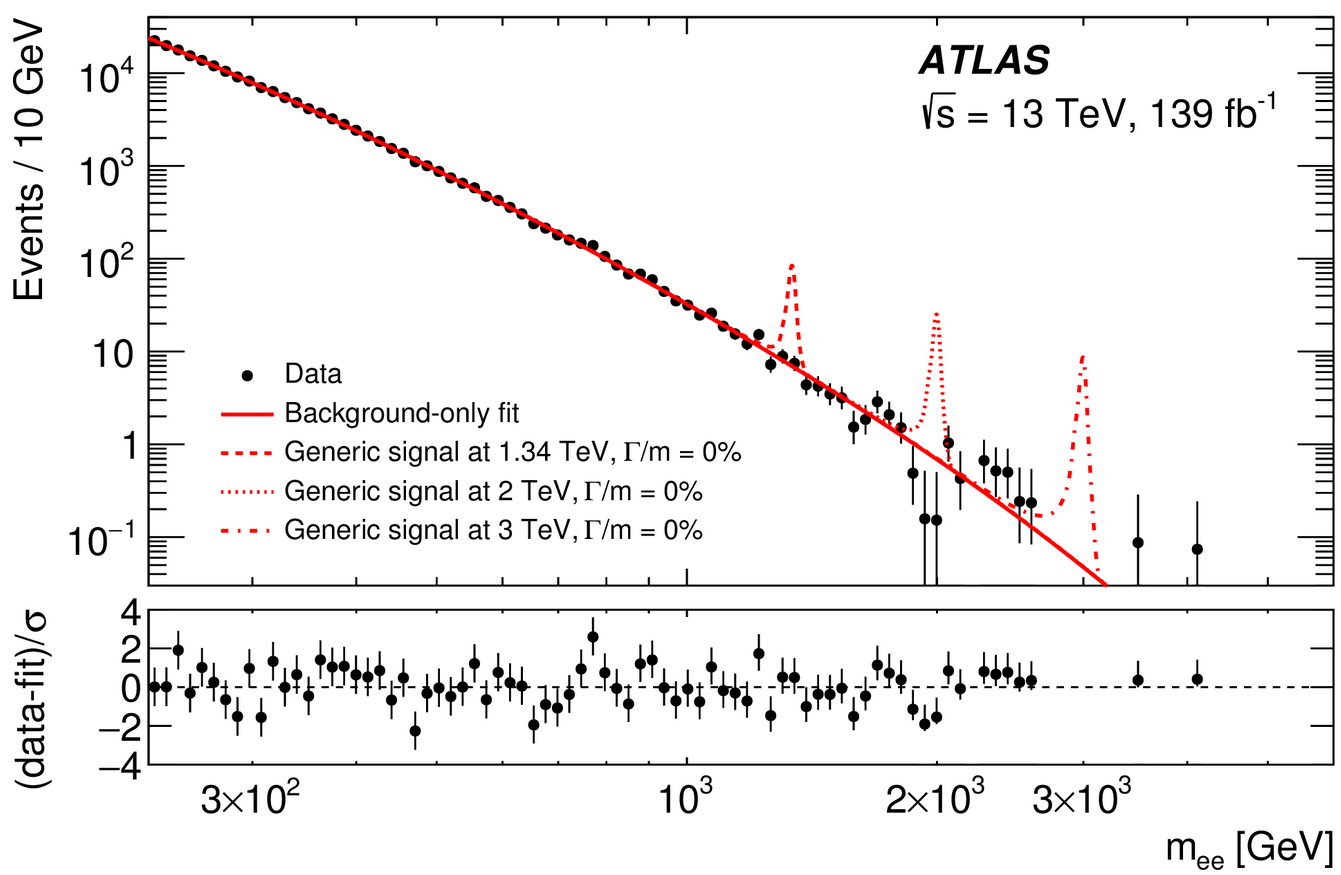 Events / 10 GeV
10⁴
10³
10²
10
1
10⁻¹
ATLAS
√s = 13 TeV, 139 fb⁻¹
Data
Background-only fit
Generic signal at 1.34 TeV, Γ/m = 0%
Generic signal at 2 TeV, Γ/m = 0%
Generic signal at 3 TeV, Γ/m = 0%
(data-fit)/σ
4
2
0
−2
−4
3×10²
10³
2×10³
3×10³
mₑₑ [GeV]